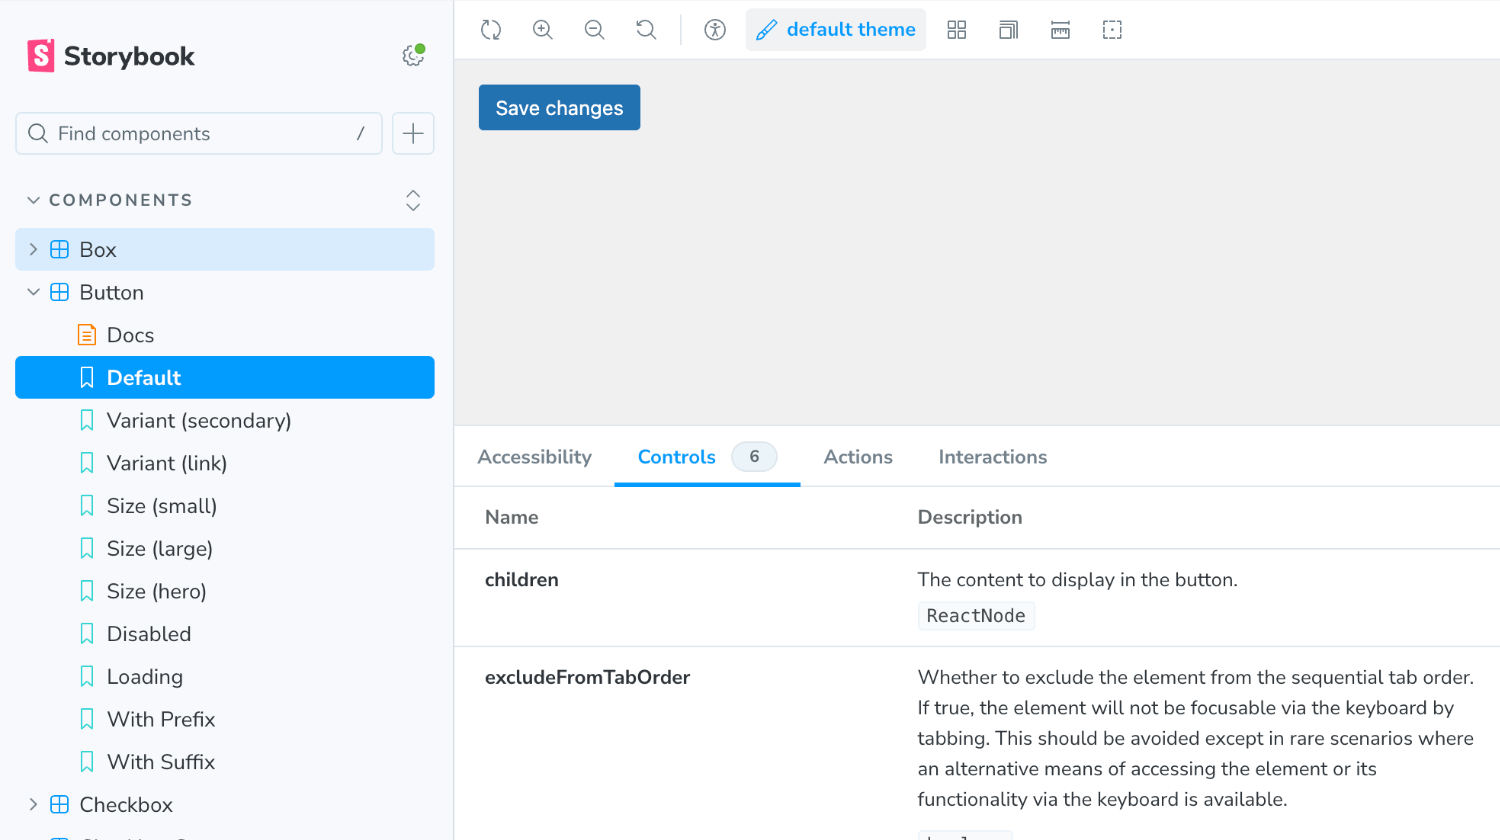 Storybook
Find components /
COMPONENTS
Box
Button
Docs
Default
Variant (secondary)
Variant (link)
Size (small)
Size (large)
Size (hero)
Disabled
Loading
With Prefix
With Suffix
Checkbox
default theme
Save changes
Accessibility Controls 6 Actions Interactions
Name Description
children The content to display in the button.
ReactNode
excludeFromTabOrder Whether to exclude the element from the sequential tab order.
If true, the element will not be focusable via the keyboard by
tabbing. This should be avoided except in rare scenarios where
an alternative means of accessing the element or its
functionality via the keyboard is available.